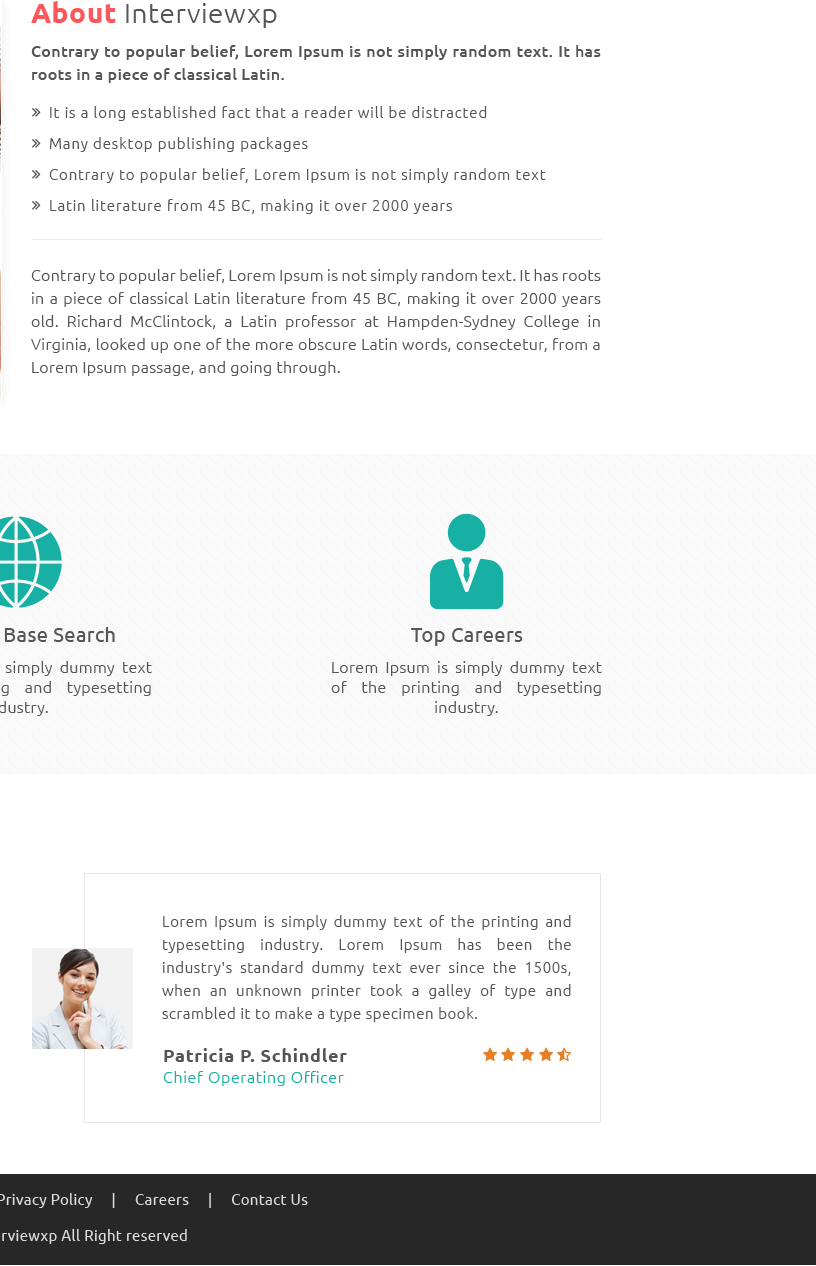 About Interviewxp
Contrary to popular belief, Lorem Ipsum is not simply random text. It has
roots in a piece of classical Latin.
It is a long established fact that a reader will be distracted
Many desktop publishing packages
Contrary to popular belief, Lorem Ipsum is not simply random text
Latin literature from 45 BC, making it over 2000 years
Contrary to popular belief, Lorem Ipsum is not simply random text. It has roots
in a piece of classical Latin literature from 45 BC, making it over 2000 years
old. Richard McClintock, a Latin professor at Hampden-Sydney College in
Virginia, looked up one of the more obscure Latin words, consectetur, from a
Lorem Ipsum passage, and going through.
Base Search
simply dummy text
g and typesetting
dustry.
Top Careers
Lorem Ipsum is simply dummy text
of the printing and typesetting
industry.
Lorem Ipsum is simply dummy text of the printing and
typesetting industry. Lorem Ipsum has been the
industry's standard dummy text ever since the 1500s,
when an unknown printer took a galley of type and
scrambled it to make a type specimen book.
Patricia P. Schindler
Chief Operating Officer
Privacy Policy | Careers | Contact Us
rviewxp All Right reserved